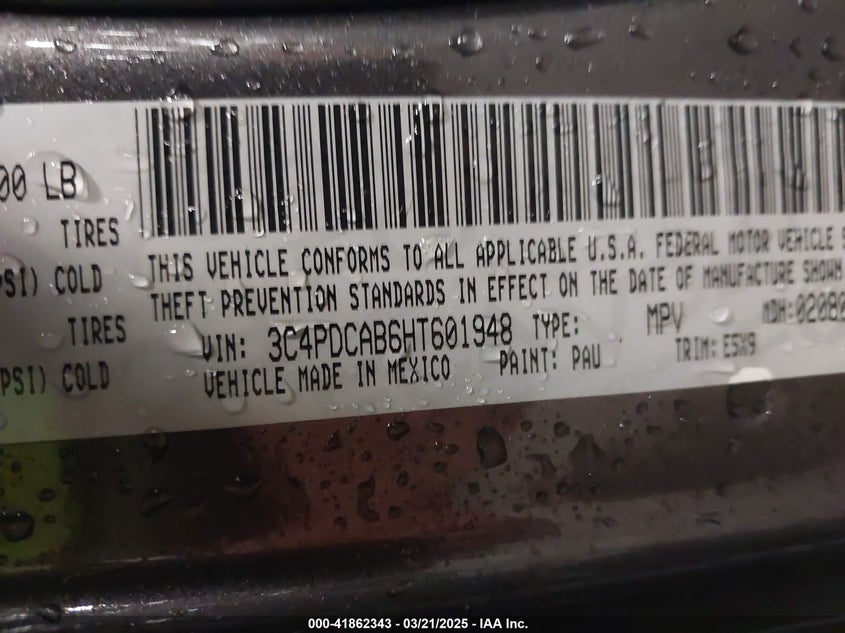 00 LB
TIRES
PSI) COLD
TIRES
PSI) COLD
THIS VEHICLE CONFORMS TO ALL APPLICABLE U.S.A. FEDERAL MOTOR VEHICLE S
THEFT PREVENTION STANDARDS IN EFFECT ON THE DATE OF MANUFACTURE SHOWN
VIN: 3C4PDCAB6HT601948 TYPE: MPV MDH:02080
VEHICLE MADE IN MEXICO PAINT: PAU TRIM: E5X9
000-41862343 / 03/21/2025 - IAA Inc.